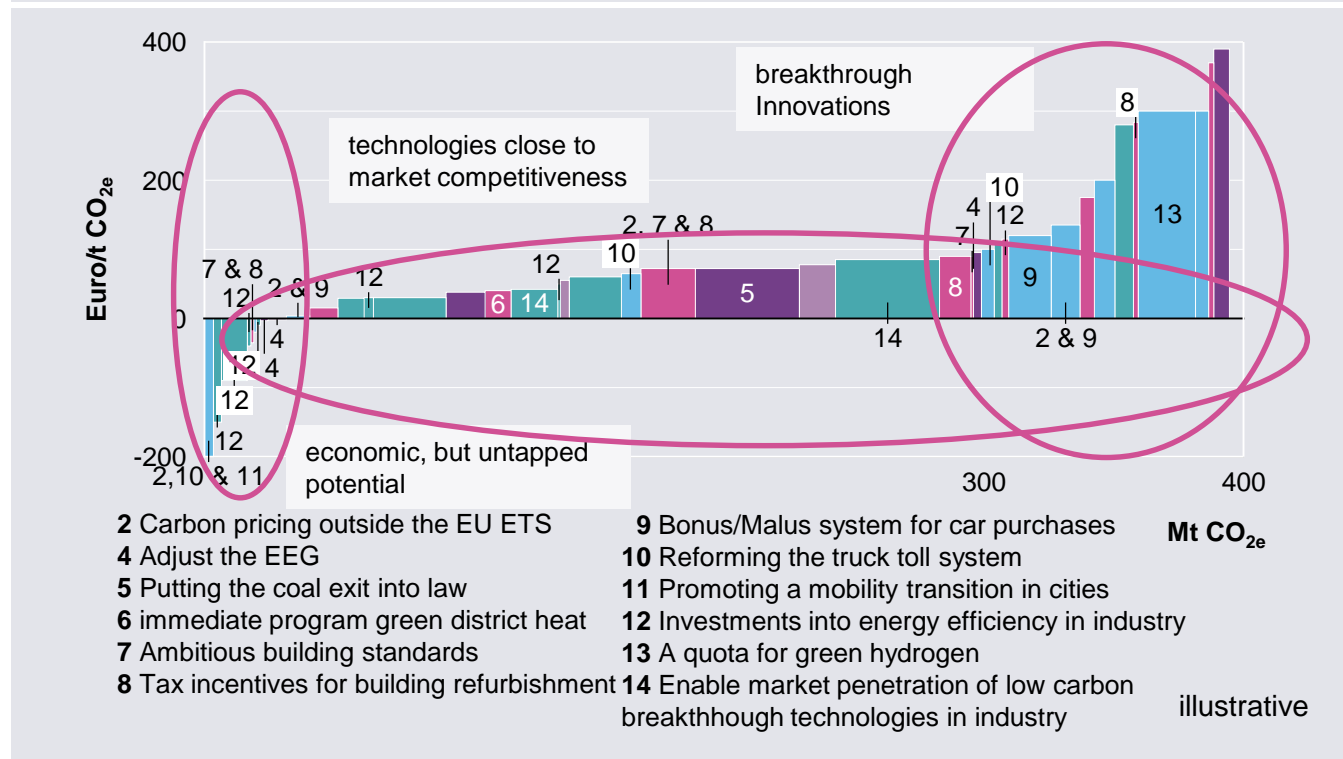 400
breakthrough
Innovations
8
technologies close to
market competitiveness
10
200
4
12
13
2, 7 & 8
7
Euro/t CO2e
10
7 & 8
12
12
12
2 & 9
5
8
9
6
14
0
4
14
2 & 9
12
4
12
12
economic, but untapped
potential
-200
2,10 & 11
300
400
2 Carbon pricing outside the EU ETS
4 Adjust the EEG
5 Putting the coal exit into law
6 immediate program green district heat
7 Ambitious building standards
8 Tax incentives for building refurbishment
9 Bonus/Malus system for car purchases
10 Reforming the truck toll system
11 Promoting a mobility transition in cities
12 Investments into energy efficiency in industry
13 A quota for green hydrogen
14 Enable market penetration of low carbon
breakthhough technologies in industry
Mt CO2e
illustrative